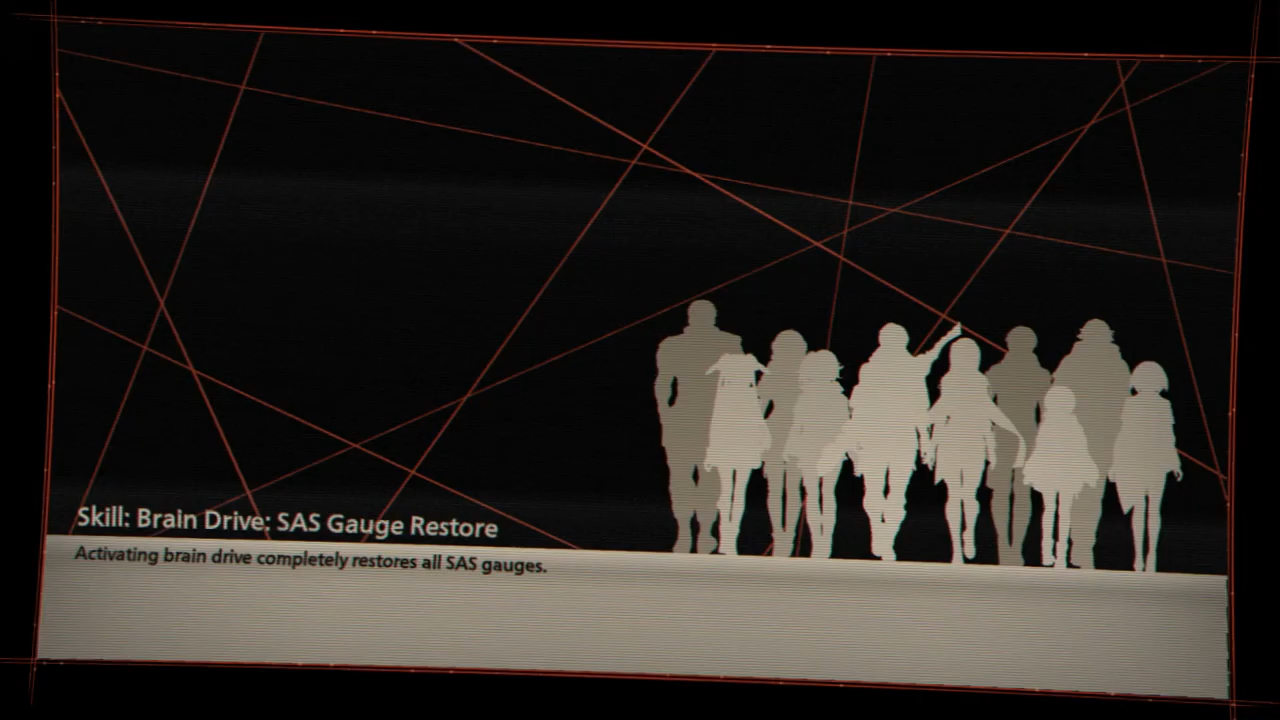 Skill: Brain Drive: SAS Gauge Restore
Activating brain drive completely restores all SAS gauges.